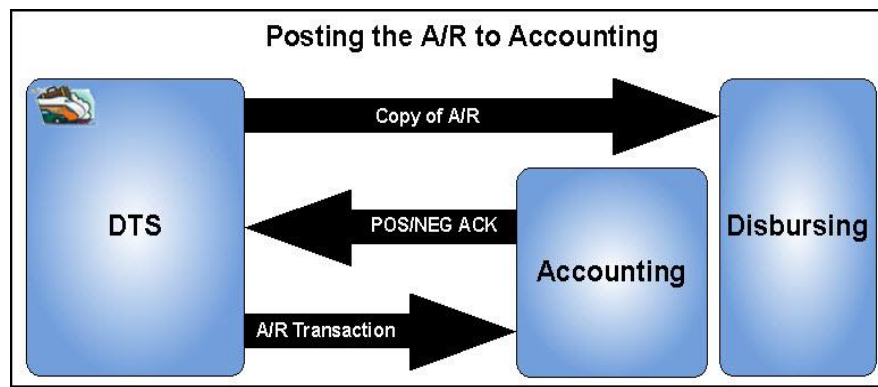 Posting the A/R to Accounting
Copy of A/R
DTS
POS/NEG ACK
Disbursing
Accounting
A/R Transaction